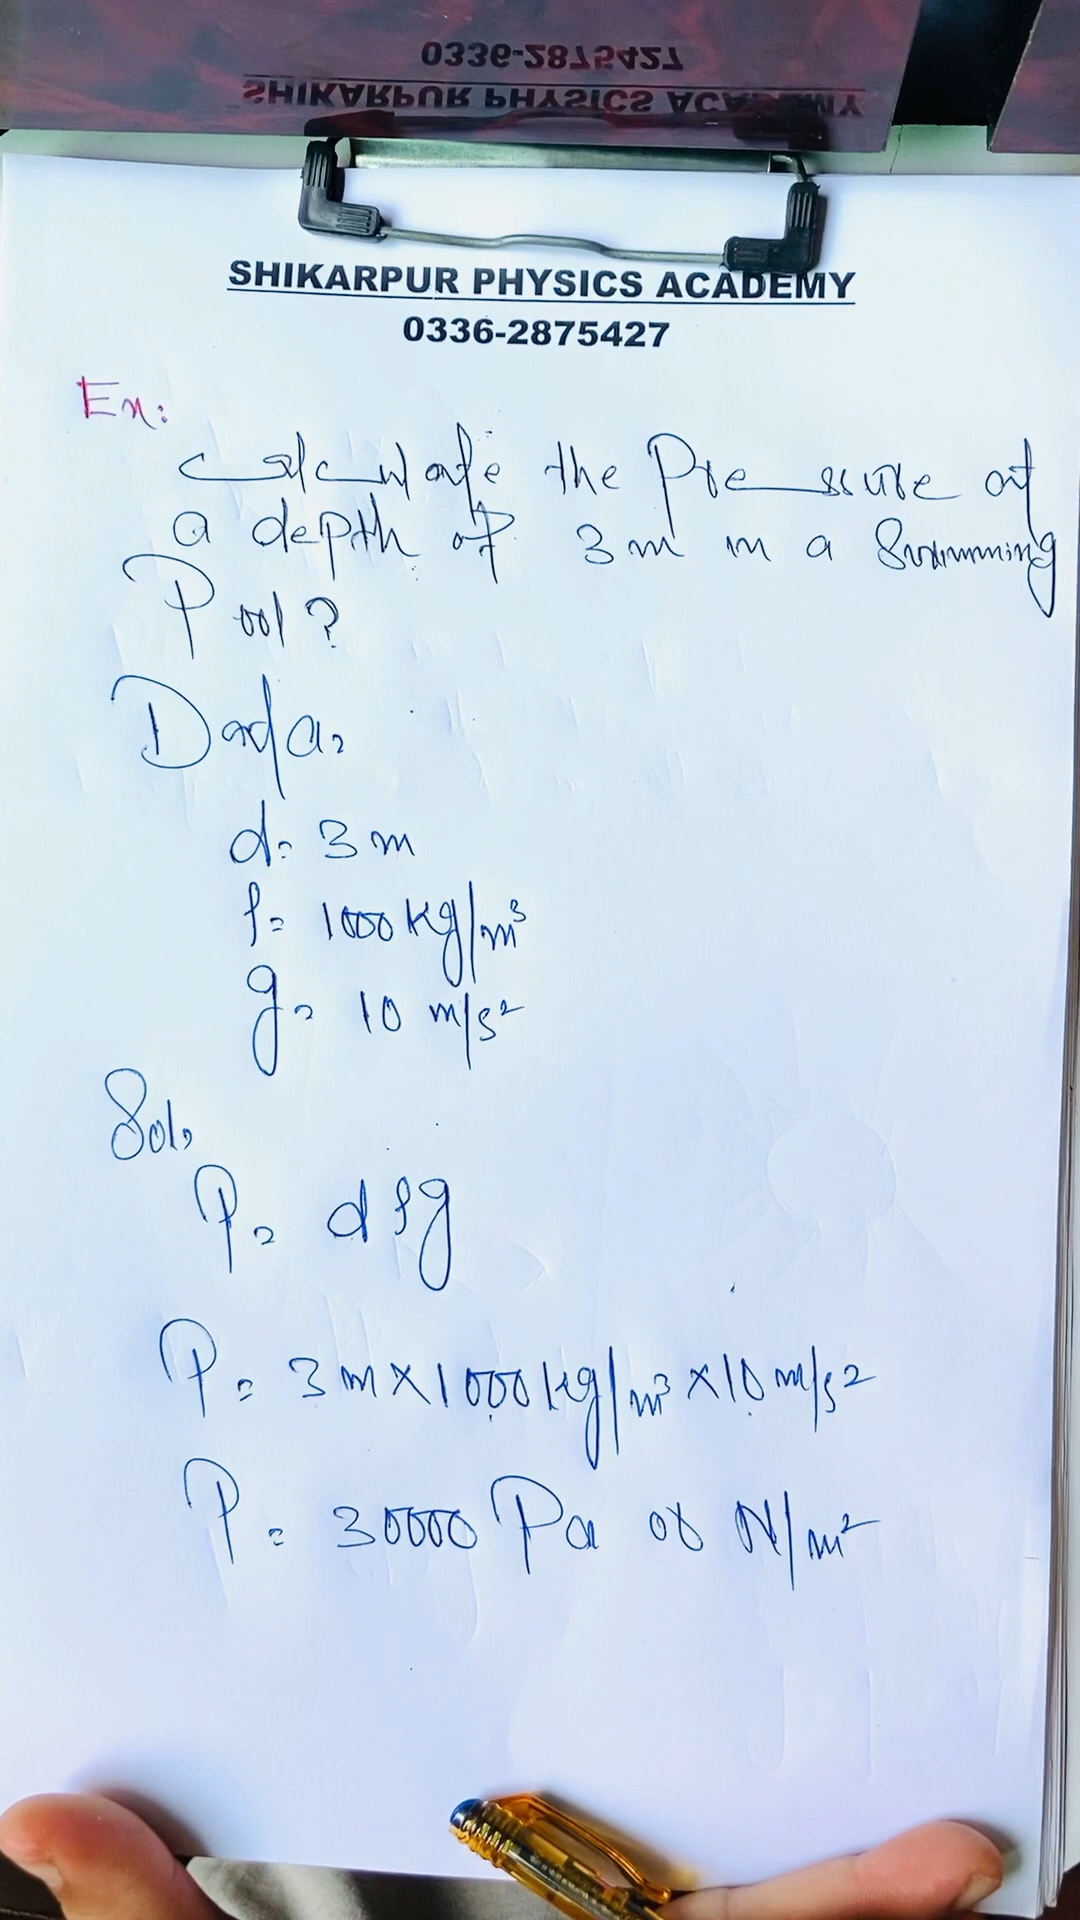 0336-2875427
SHIKARPUR PHYSICS ACADEMY
SHIKARPUR PHYSICS ACADEMY
0336-2875427
Ex:
calculate the Pressure at
a depth of 3m in a Swimming
Pool?
Data:
d= 3m
ρ= 1000 kg/m³
g= 10 m/s²
Sol:
P= dρg
P= 3m×1000kg/m³×10 m/s²
P= 30000 Pa or N/m²